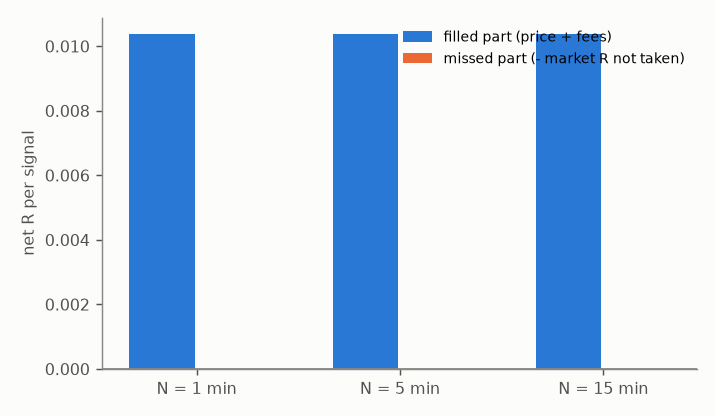 filled part (price + fees)
missed part (- market R not taken)
net R per signal
0.010
0.008
0.006
0.004
0.002
0.000
N = 1 min
N = 5 min
N = 15 min